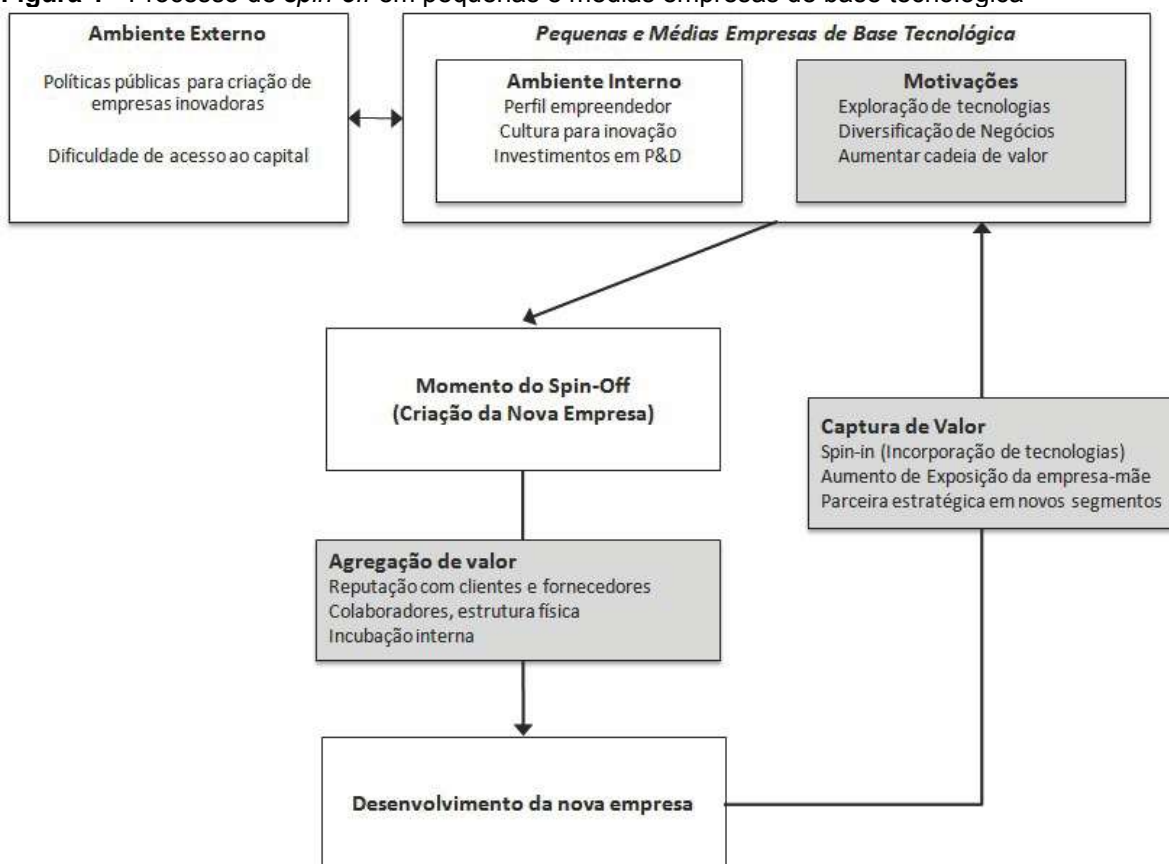 Processo de spin-off em pequenas e médias empresas de base tecnológica
Ambiente Externo
Políticas públicas para criação de
empresas inovadoras
Dificuldade de acesso ao capital
Pequenas e Médias Empresas de Base Tecnológica
Ambiente Interno
Perfil empreendedor
Cultura para inovação
Investimentos em P&D
Motivações
Exploração de tecnologias
Diversificação de Negócios
Aumentar cadeia de valor
Momento do Spin-Off
(Criação da Nova Empresa)
Captura de Valor
Spin-in (Incorporação de tecnologias)
Aumento de Exposição da empresa-mãe
Parceira estratégica em novos segmentos
Agregação de valor
Reputação com clientes e fornecedores
Colaboradores, estrutura física
Incubação interna
Desenvolvimento da nova empresa